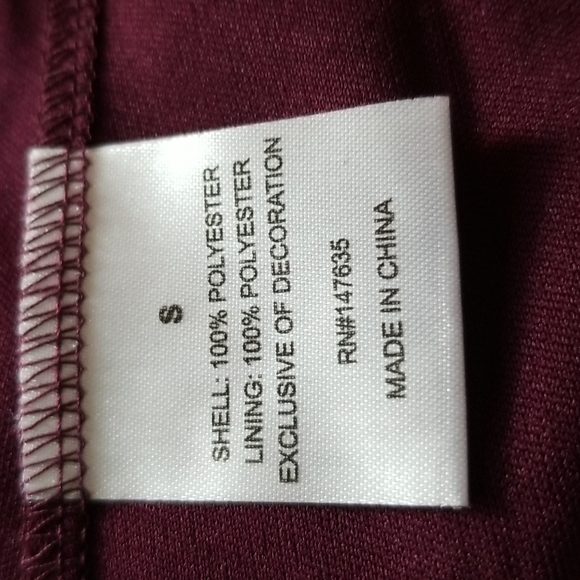 S
SHELL: 100% POLYESTER
LINING: 100% POLYESTER
EXCLUSIVE OF DECORATION
RN#147635
MADE IN CHINA